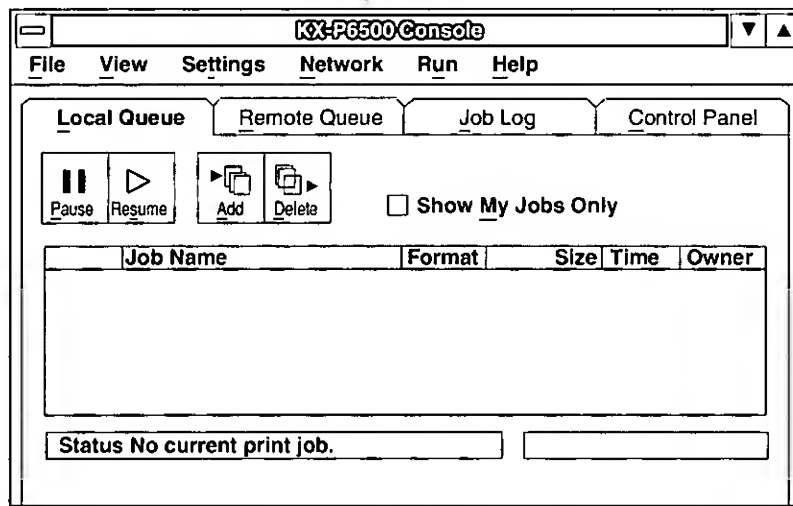 KX-P6500 Console
File View Settings Network Run Help
Local Queue Remote Queue Job Log Control Panel
Pause Resume Add Delete Show My Jobs Only
Job Name Format Size Time Owner
Status No current print job.